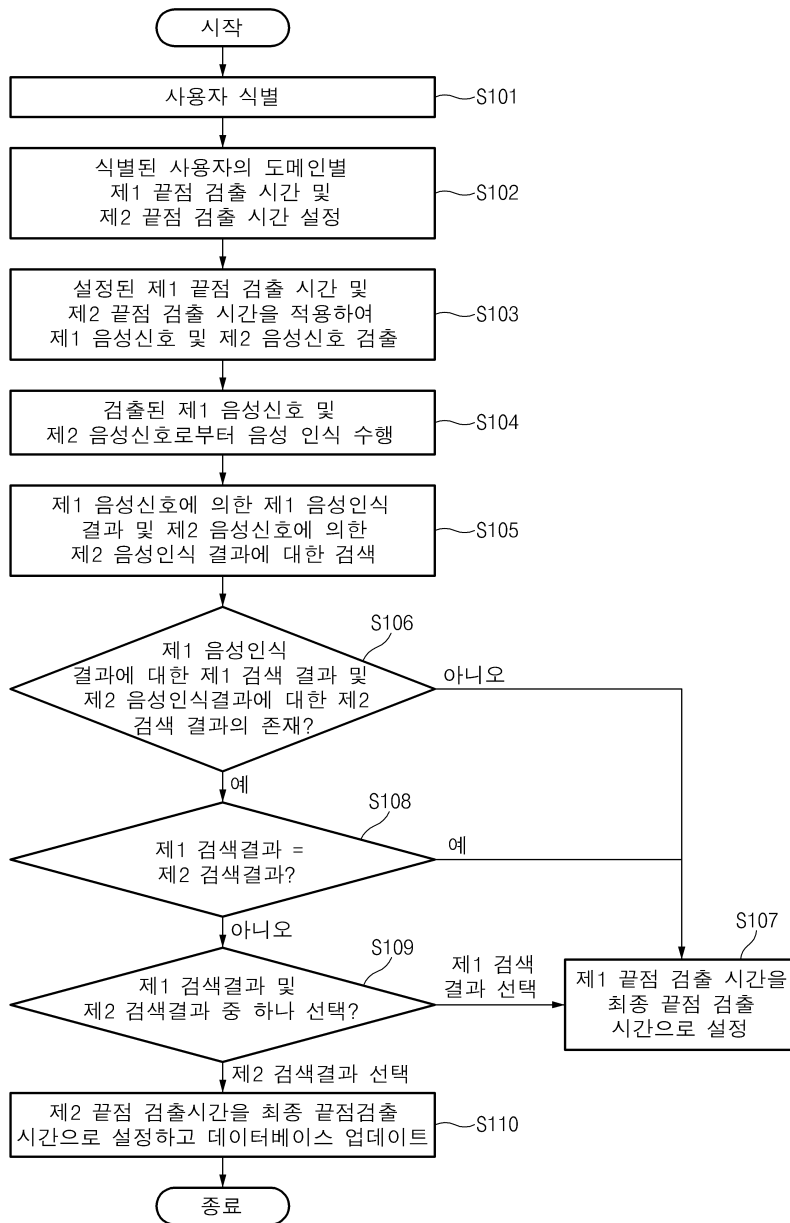 시작
사용자 식별
S101
식별된 사용자의 도메인별
제1 끝점 검출 시간 및
제2 끝점 검출 시간 설정
S102
설정된 제1 끝점 검출 시간 및
제2 끝점 검출 시간을 적용하여
제1 음성신호 및 제2 음성신호 검출
S103
검출된 제1 음성신호 및
제2 음성신호로부터 음성 인식 수행
S104
제1 음성신호에 의한 제1 음성인식
결과 및 제2 음성신호에 의한
제2 음성인식 결과에 대한 검색
S105
S106
제1 음성인식
결과에 대한 제1 검색 결과 및
제2 음성인식결과에 대한 제2
검색 결과의 존재?
아니오
예
S108
제1 검색결과 =
제2 검색결과?
예
아니오
S109
제1 검색결과 및
제2 검색결과 중 하나 선택?
제1 검색
결과 선택
S107
제1 끝점 검출 시간을
최종 끝점 검출
시간으로 설정
제2 검색결과 선택
제2 끝점 검출시간을 최종 끝점검출
시간으로 설정하고 데이터베이스 업데이트
S110
종료